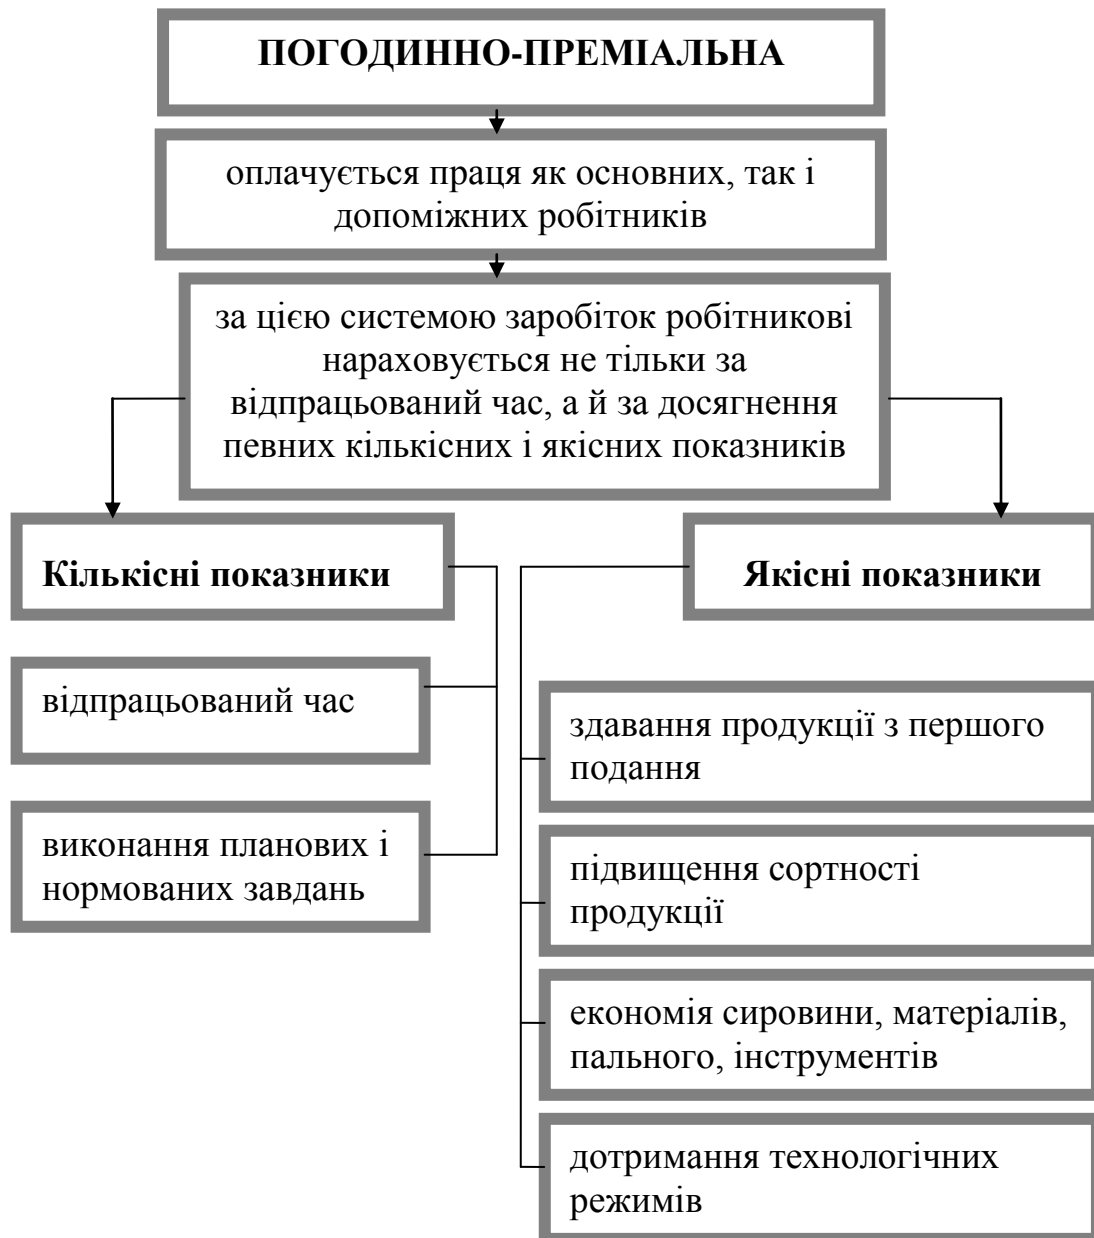 ПОГОДИННО-ПРЕМІАЛЬНА
оплачується праця як основних, так і
допоміжних робітників
за цією системою заробіток робітникові
нараховується не тільки за
відпрацьований час, а й за досягнення
певних кількісних і якісних показників
Кількісні показники
відпрацьований час
виконання планових і
нормованих завдань
Якісні показники
здавання продукції з першого
подання
підвищення сортності
продукції
економія сировини, матеріалів,
пального, інструментів
дотримання технологічних
режимів